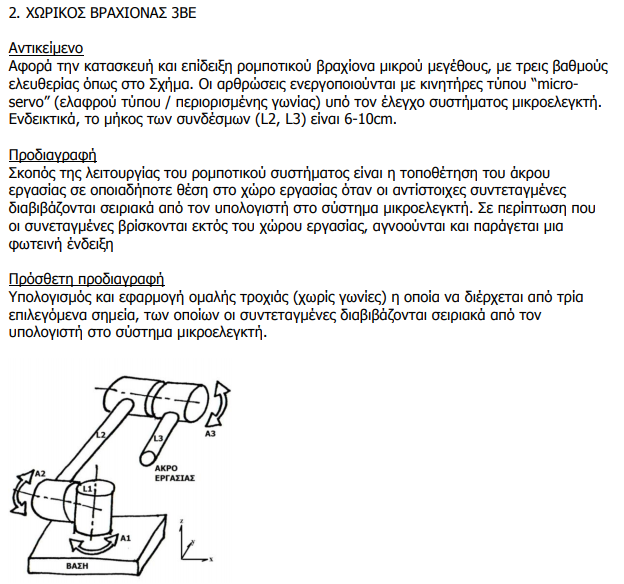 2. ΧΩΡΙΚΟΣ ΒΡΑΧΙΟΝΑΣ 3ΒΕ
Αντικείμενο
Αφορά την κατασκευή και επίδειξη ρομποτικού βραχίονα μικρού μεγέθους, με τρεις βαθμούς
ελευθερίας όπως στο Σχήμα. Οι αρθρώσεις ενεργοποιούνται με κινητήρες τύπου “micro-
servo” (ελαφρού τύπου / περιορισμένης γωνίας) υπό τον έλεγχο συστήματος μικροελεγκτή.
Ενδεικτικά, το μήκος των συνδέσμων (L2, L3) είναι 6-10cm.
Προδιαγραφή
Σκοπός της λειτουργίας του ρομποτικού συστήματος είναι η τοποθέτηση του άκρου
εργασίας σε οποιαδήποτε θέση στο χώρο εργασίας όταν οι αντίστοιχες συντεταγμένες
διαβιβάζονται σειριακά από τον υπολογιστή στο σύστημα μικροελεγκτή. Σε περίπτωση που
οι συνεταγμένες βρίσκονται εκτός του χώρου εργασίας, αγνοούνται και παράγεται μια
φωτεινή ένδειξη
Πρόσθετη προδιαγραφή
Υπολογισμός και εφαρμογή ομαλής τροχιάς (χωρίς γωνίες) η οποία να διέρχεται από τρία
επιλεγόμενα σημεία, των οποίων οι συντεταγμένες διαβιβάζονται σειριακά από τον
υπολογιστή στο σύστημα μικροελεγκτή.
L2
L3
A3
ΑΚΡΟ
ΕΡΓΑΣΙΑΣ
A2
L1
A1
ΒΑΣΗ
z
y
x